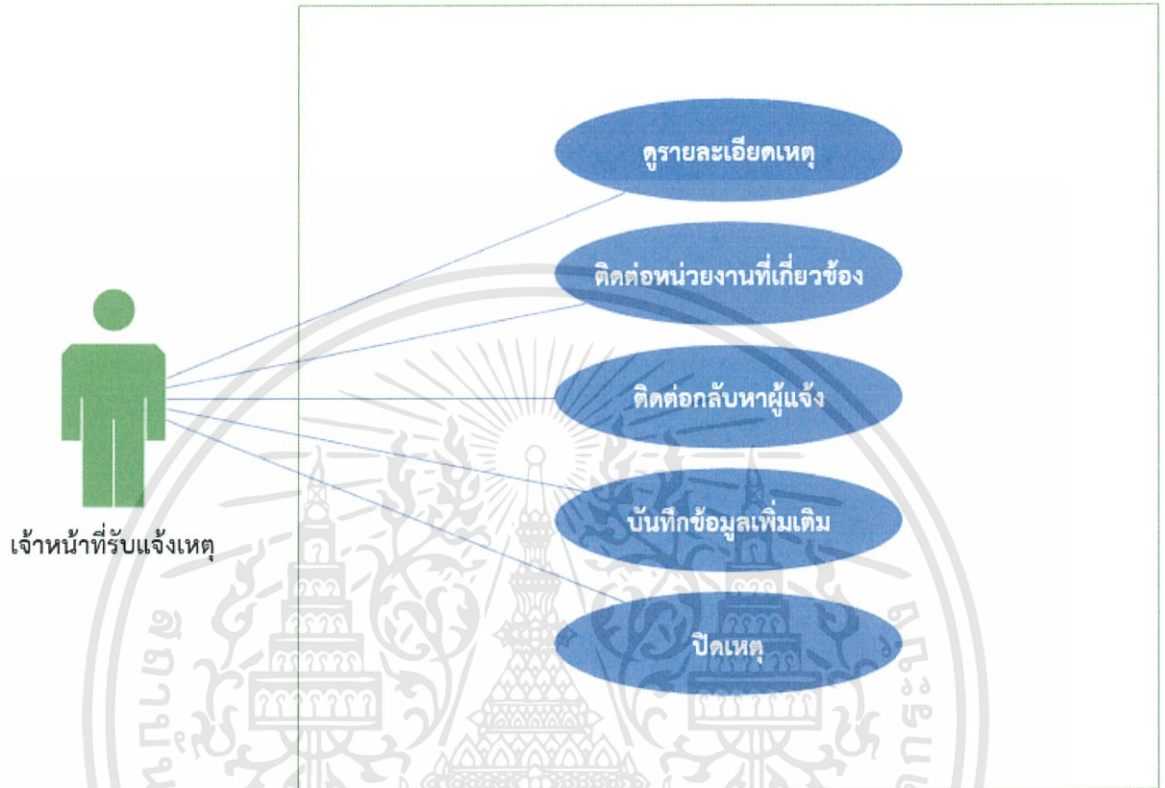 ดูรายละเอียดเหตุ
ติดต่อหน่วยงานที่เกี่ยวข้อง
ติดต่อกลับหาผู้แจ้ง
บันทึกข้อมูลเพิ่มเติม
เจ้าหน้าที่รับแจ้งเหตุ
ปิดเหตุ